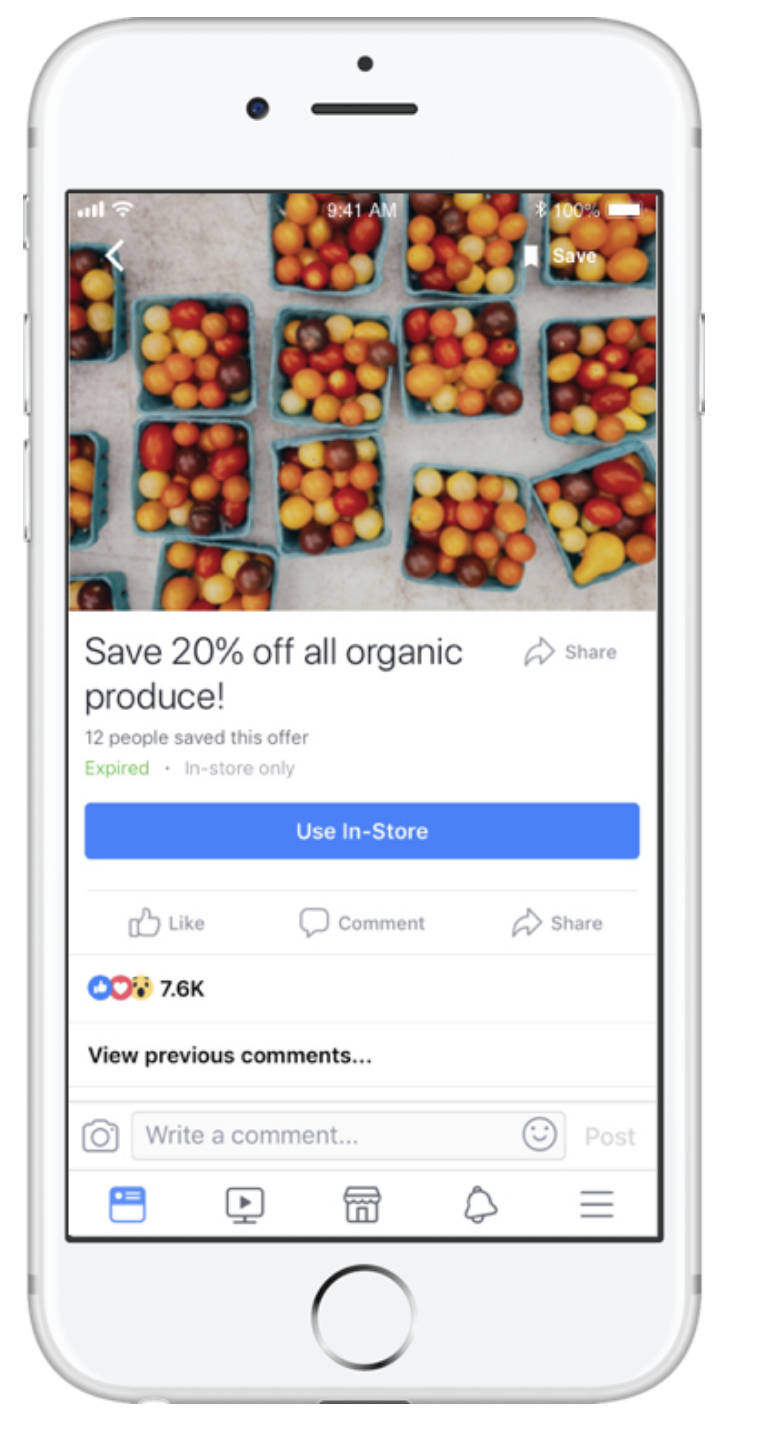 9:41 AM 100%
Save
Save 20% off all organic Share
produce!
12 people saved this offer
Expired · In-store only
Use In-Store
Like Comment Share
7.6K
View previous comments...
Write a comment... Post